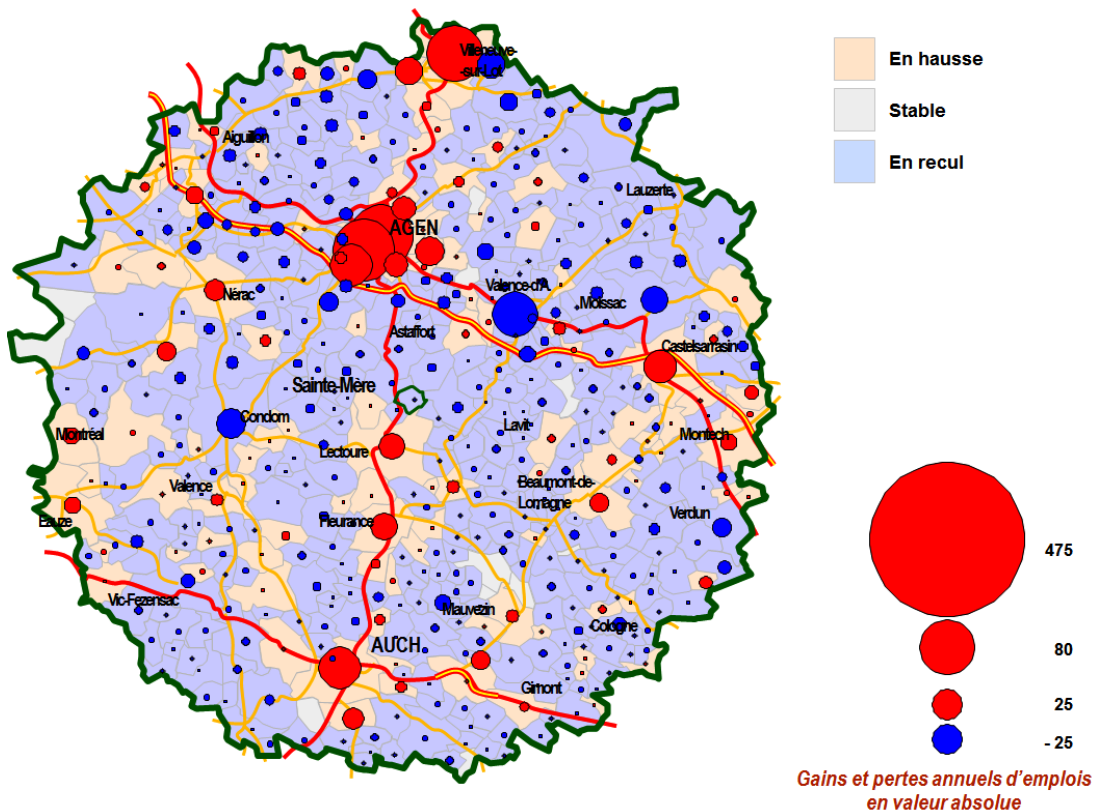 Villeneuve-
-sur-Lot
Aiguillon
Lauzerte
AGEN
Valence-d'A.
Moissac
Nérac
Astaffort
Castelsarrasin
Sainte-Mère
Condom
Lavit
Montréal
Montech
Lectoure
Valence
Beaumont-de-
Lomagne
Eauze
Fleurance
Verdun
Vic-Fezensac
Mauvezin
Cologne
AUCH
Gimont
En hausse
Stable
En recul
475
80
25
- 25
Gains et pertes annuels d'emplois
en valeur absolue